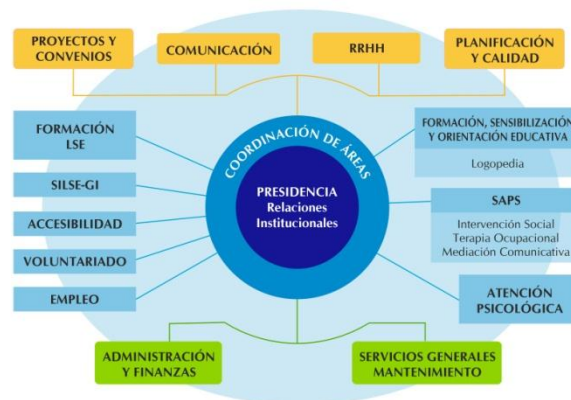 PROYECTOS Y
CONVENIOS
COMUNICACIÓN
RRHH
PLANIFICACIÓN
Y CALIDAD
FORMACIÓN
LSE
SILSE-GI
ACCESIBILIDAD
VOLUNTARIADO
EMPLEO
COORDINACIÓN DE ÁREAS
PRESIDENCIA
Relaciones
Institucionales
FORMACIÓN, SENSIBILIZACIÓN
Y ORIENTACIÓN EDUCATIVA
Logopedia
SAPS
Intervención Social
Terapia Ocupacional
Mediación Comunicativa
ATENCIÓN
PSICOLÓGICA
ADMINISTRACIÓN
Y FINANZAS
SERVICIOS GENERALES
MANTENIMIENTO